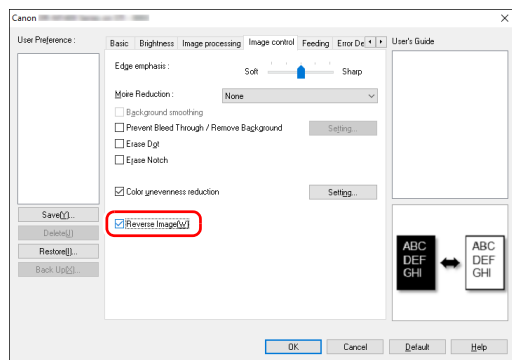 Canon
User Preference :
Basic Brightness Image processing Image control Feeding Error De
User's Guide
Edge emphasis :
Soft Sharp
Moire Reduction :
None
Background smoothing
Prevent Bleed Through / Remove Background
Setting...
Erase Dot
Erase Notch
Color unevenness reduction
Setting...
Reverse Image(W)
Save(Y)...
Delete(J)
Restore(I)...
Back Up(X)...
ABC
DEF
GHI
ABC
DEF
GHI
OK
Cancel
Default
Help